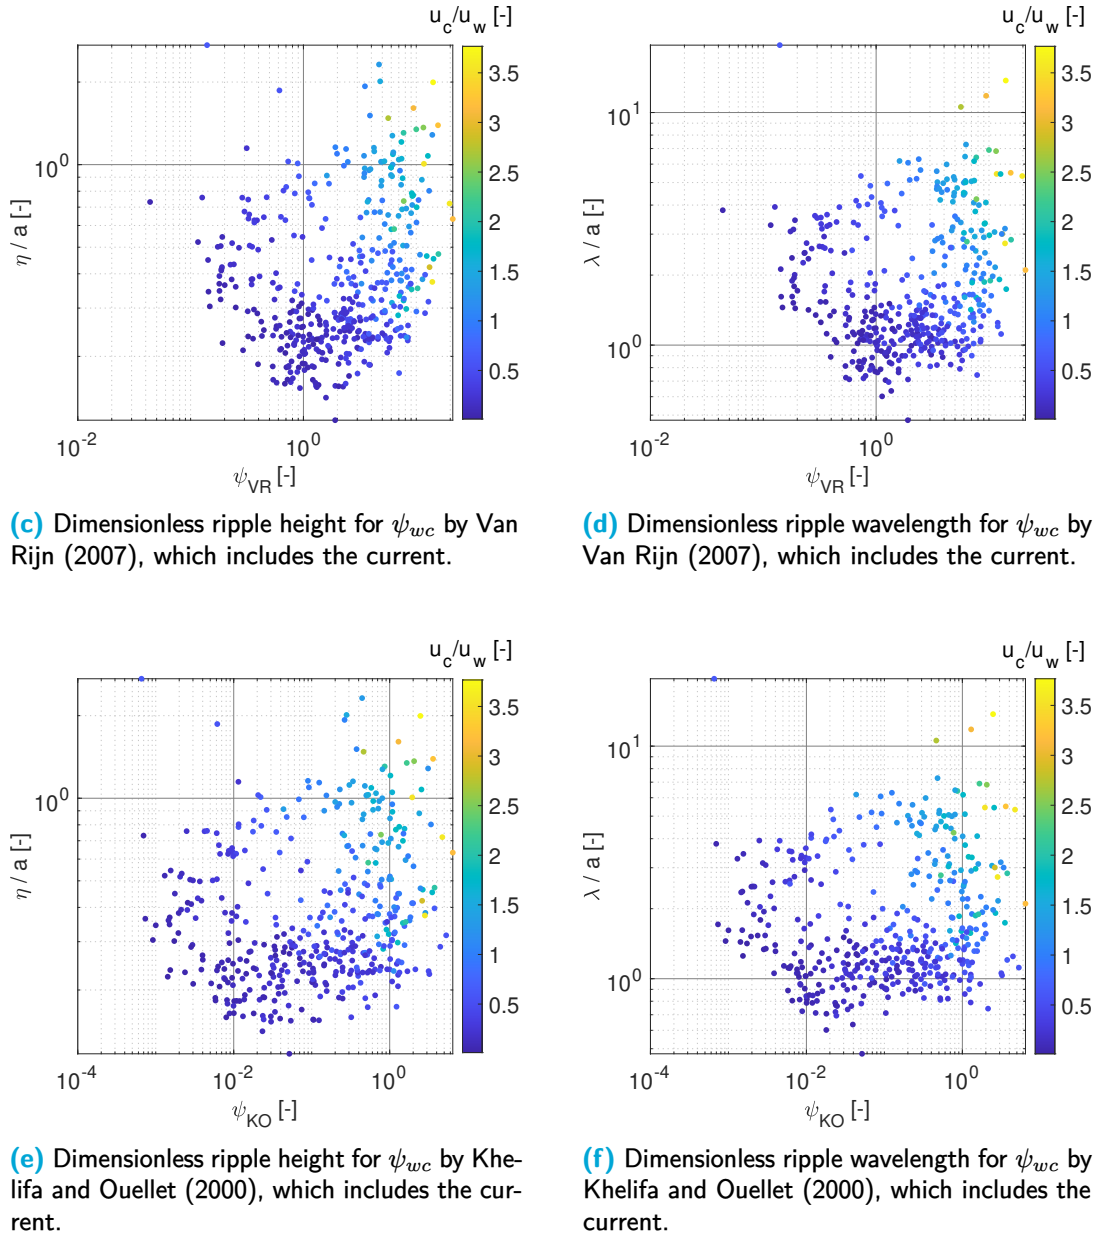 u_c/u_w [-]
u_c/u_w [-]
3.5
3
2.5
2
1.5
1
0.5
10^0
η / a [-]
10^-2
10^0
ψ_VR [-]
3.5
3
2.5
2
1.5
1
0.5
10^1
10^0
λ / a [-]
10^-2
10^0
ψ_VR [-]
(c) Dimensionless ripple height for ψ_wc by Van
Rijn (2007), which includes the current.
(d) Dimensionless ripple wavelength for ψ_wc by
Van Rijn (2007), which includes the current.
u_c/u_w [-]
u_c/u_w [-]
3.5
3
2.5
2
1.5
1
0.5
10^0
η / a [-]
10^-4
10^-2
10^0
ψ_KO [-]
3.5
3
2.5
2
1.5
1
0.5
10^1
10^0
λ / a [-]
10^-4
10^-2
10^0
ψ_KO [-]
(e) Dimensionless ripple height for ψ_wc by Khe-
lifa and Ouellet (2000), which includes the cur-
rent.
(f) Dimensionless ripple wavelength for ψ_wc by
Khelifa and Ouellet (2000), which includes the
current.